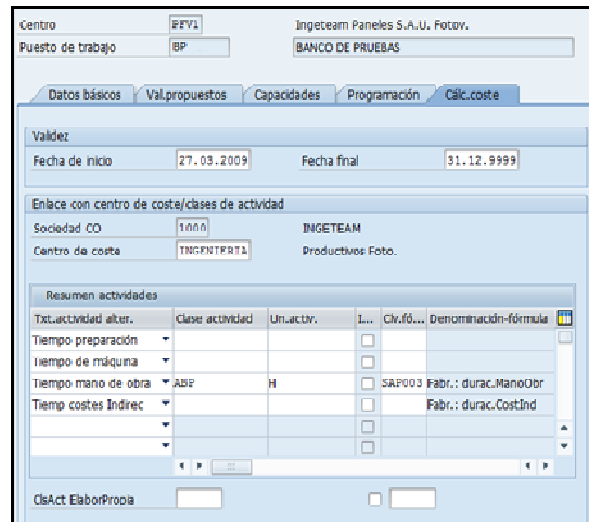 Centro PFV1 Ingeteam Paneles S.A.U. Fotov.
Puesto de trabajo BP BANCO DE PRUEBAS
Datos básicos Val.propuestos Capacidades Programación Cálc.coste
Validez
Fecha de inicio 27.03.2009 Fecha final 31.12.9999
Enlace con centro de coste/clases de actividad
Sociedad CO 1000 INGETEAM
Centro de coste INGENIERIA Productivos Foto.
Resumen actividades
Txt.actividad alter. Clase actividad Un.activ. I... Clv.fó... Denominación-fórmula
Tiempo preparación
Tiempo de máquina
Tiempo mano de obra ABP H SAP003 Fabr.: durac.ManoObr
Tiemp costes Indirec Fabr.: durac.CostInd
ClsAct ElaborPropia